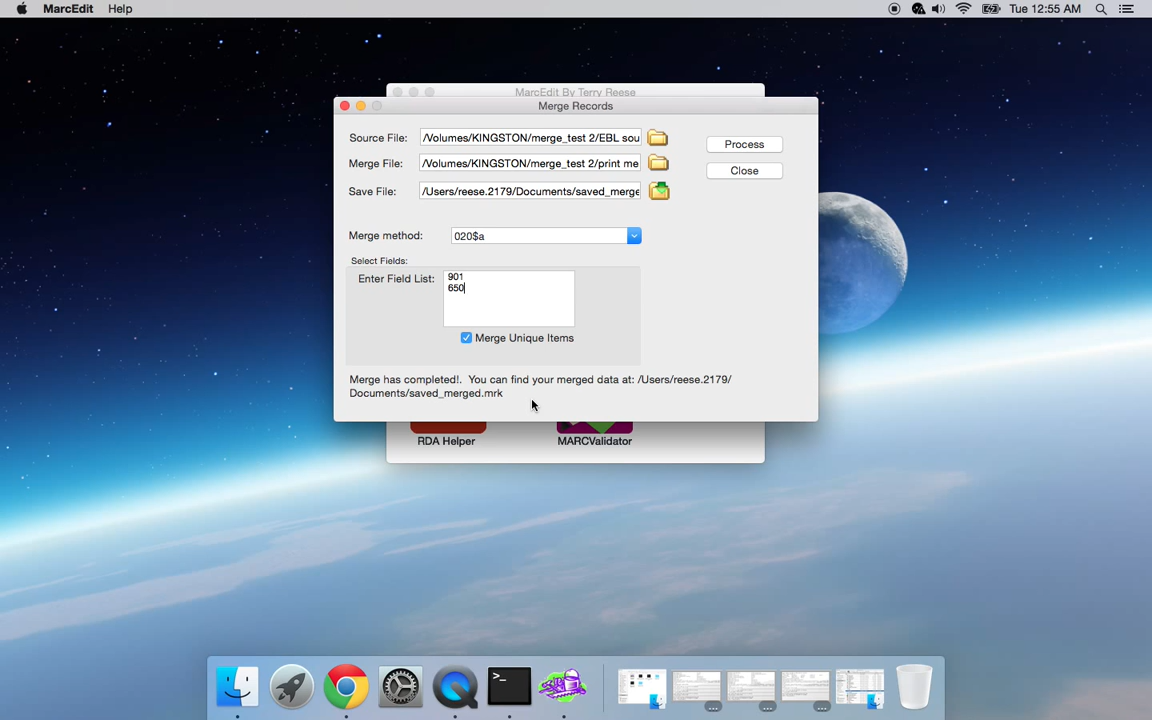 MarcEdit Help
Tue 12:55 AM
MarcEdit By Terry Reese
Merge Records
Source File: /Volumes/KINGSTON/merge_test 2/EBL sou
Process
Merge File: /Volumes/KINGSTON/merge_test 2/print me
Close
Save File: /Users/reese.2179/Documents/saved_merge
Merge method: 020$a
Select Fields:
Enter Field List: 901
650
Merge Unique Items
Merge has completed!. You can find your merged data at: /Users/reese.2179/
Documents/saved_merged.mrk
RDA Helper MARCValidator
>_